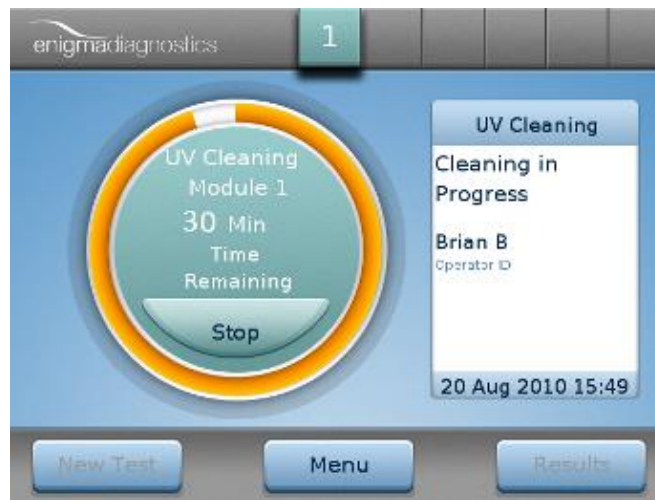 enigmadiagnostics
1
UV Cleaning
Module 1
30 Min
Time
Remaining
Stop
UV Cleaning
Cleaning in
Progress
Brian B
Operator ID
20 Aug 2010 15:49
New Test
Menu
Results